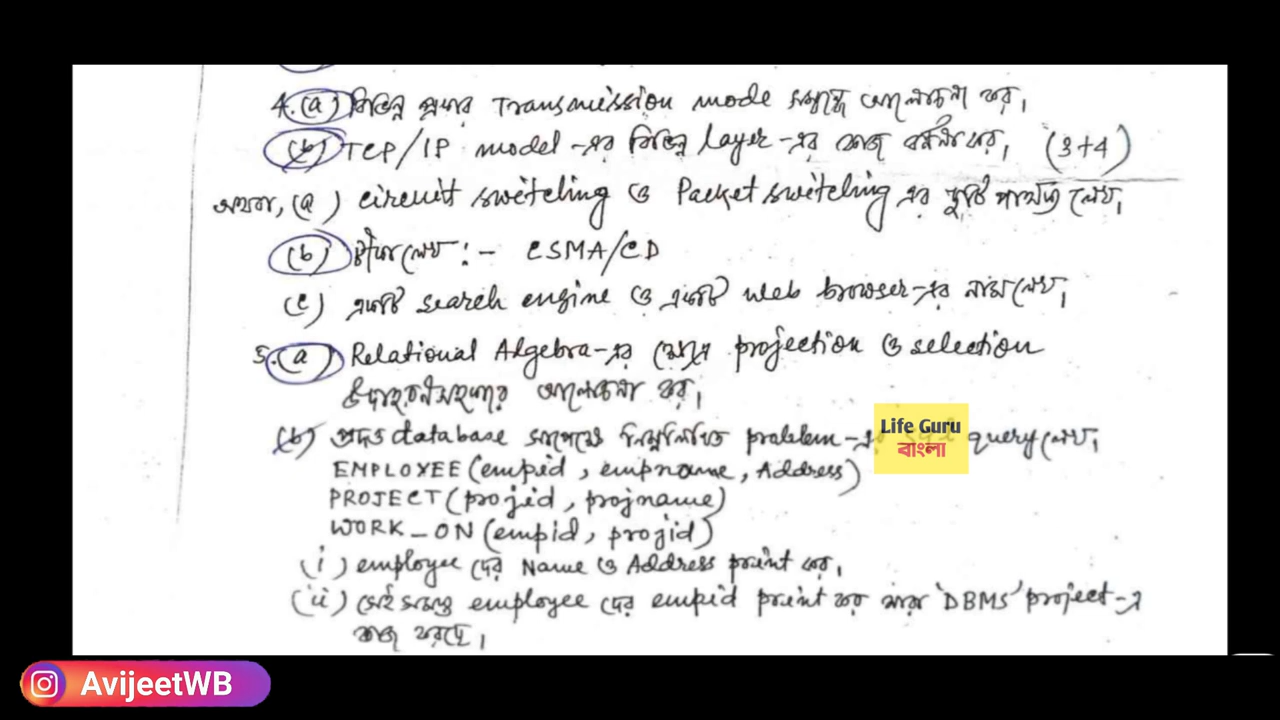 4.(a) বিভিন্ন প্রকার Transmission mode সম্বন্ধে আলোচনা কর।
(b) TCP/IP model -এর বিভিন্ন layer -এর কাজ বর্ণনা কর। (3+4)
অথবা, (a) circuit switching ও Packet switching এর দুটি পার্থক্য লেখ।
(b) টীকা লেখ :- CSMA/CD
(c) একটি search engine ও একটি web browser-এর নাম লেখ।
5.(a) Relational Algebra-এর ক্ষেত্রে projection ও selection
উদাহরণসহকারে আলোচনা কর।
(b) প্রদত্ত database সাপেক্ষে নিম্নলিখিত problem-এর query লেখ।
Life Guru
বাংলা
EMPLOYEE (empid, empname, Address)
PROJECT (projid, projname)
WORK_ON (empid, projid)
(i) employee দের Name ও Address print কর।
(ii) সেই সমস্ত employee দের empid print কর যারা 'DBMS' project-এ
কাজ করছে।
AvijeetWB